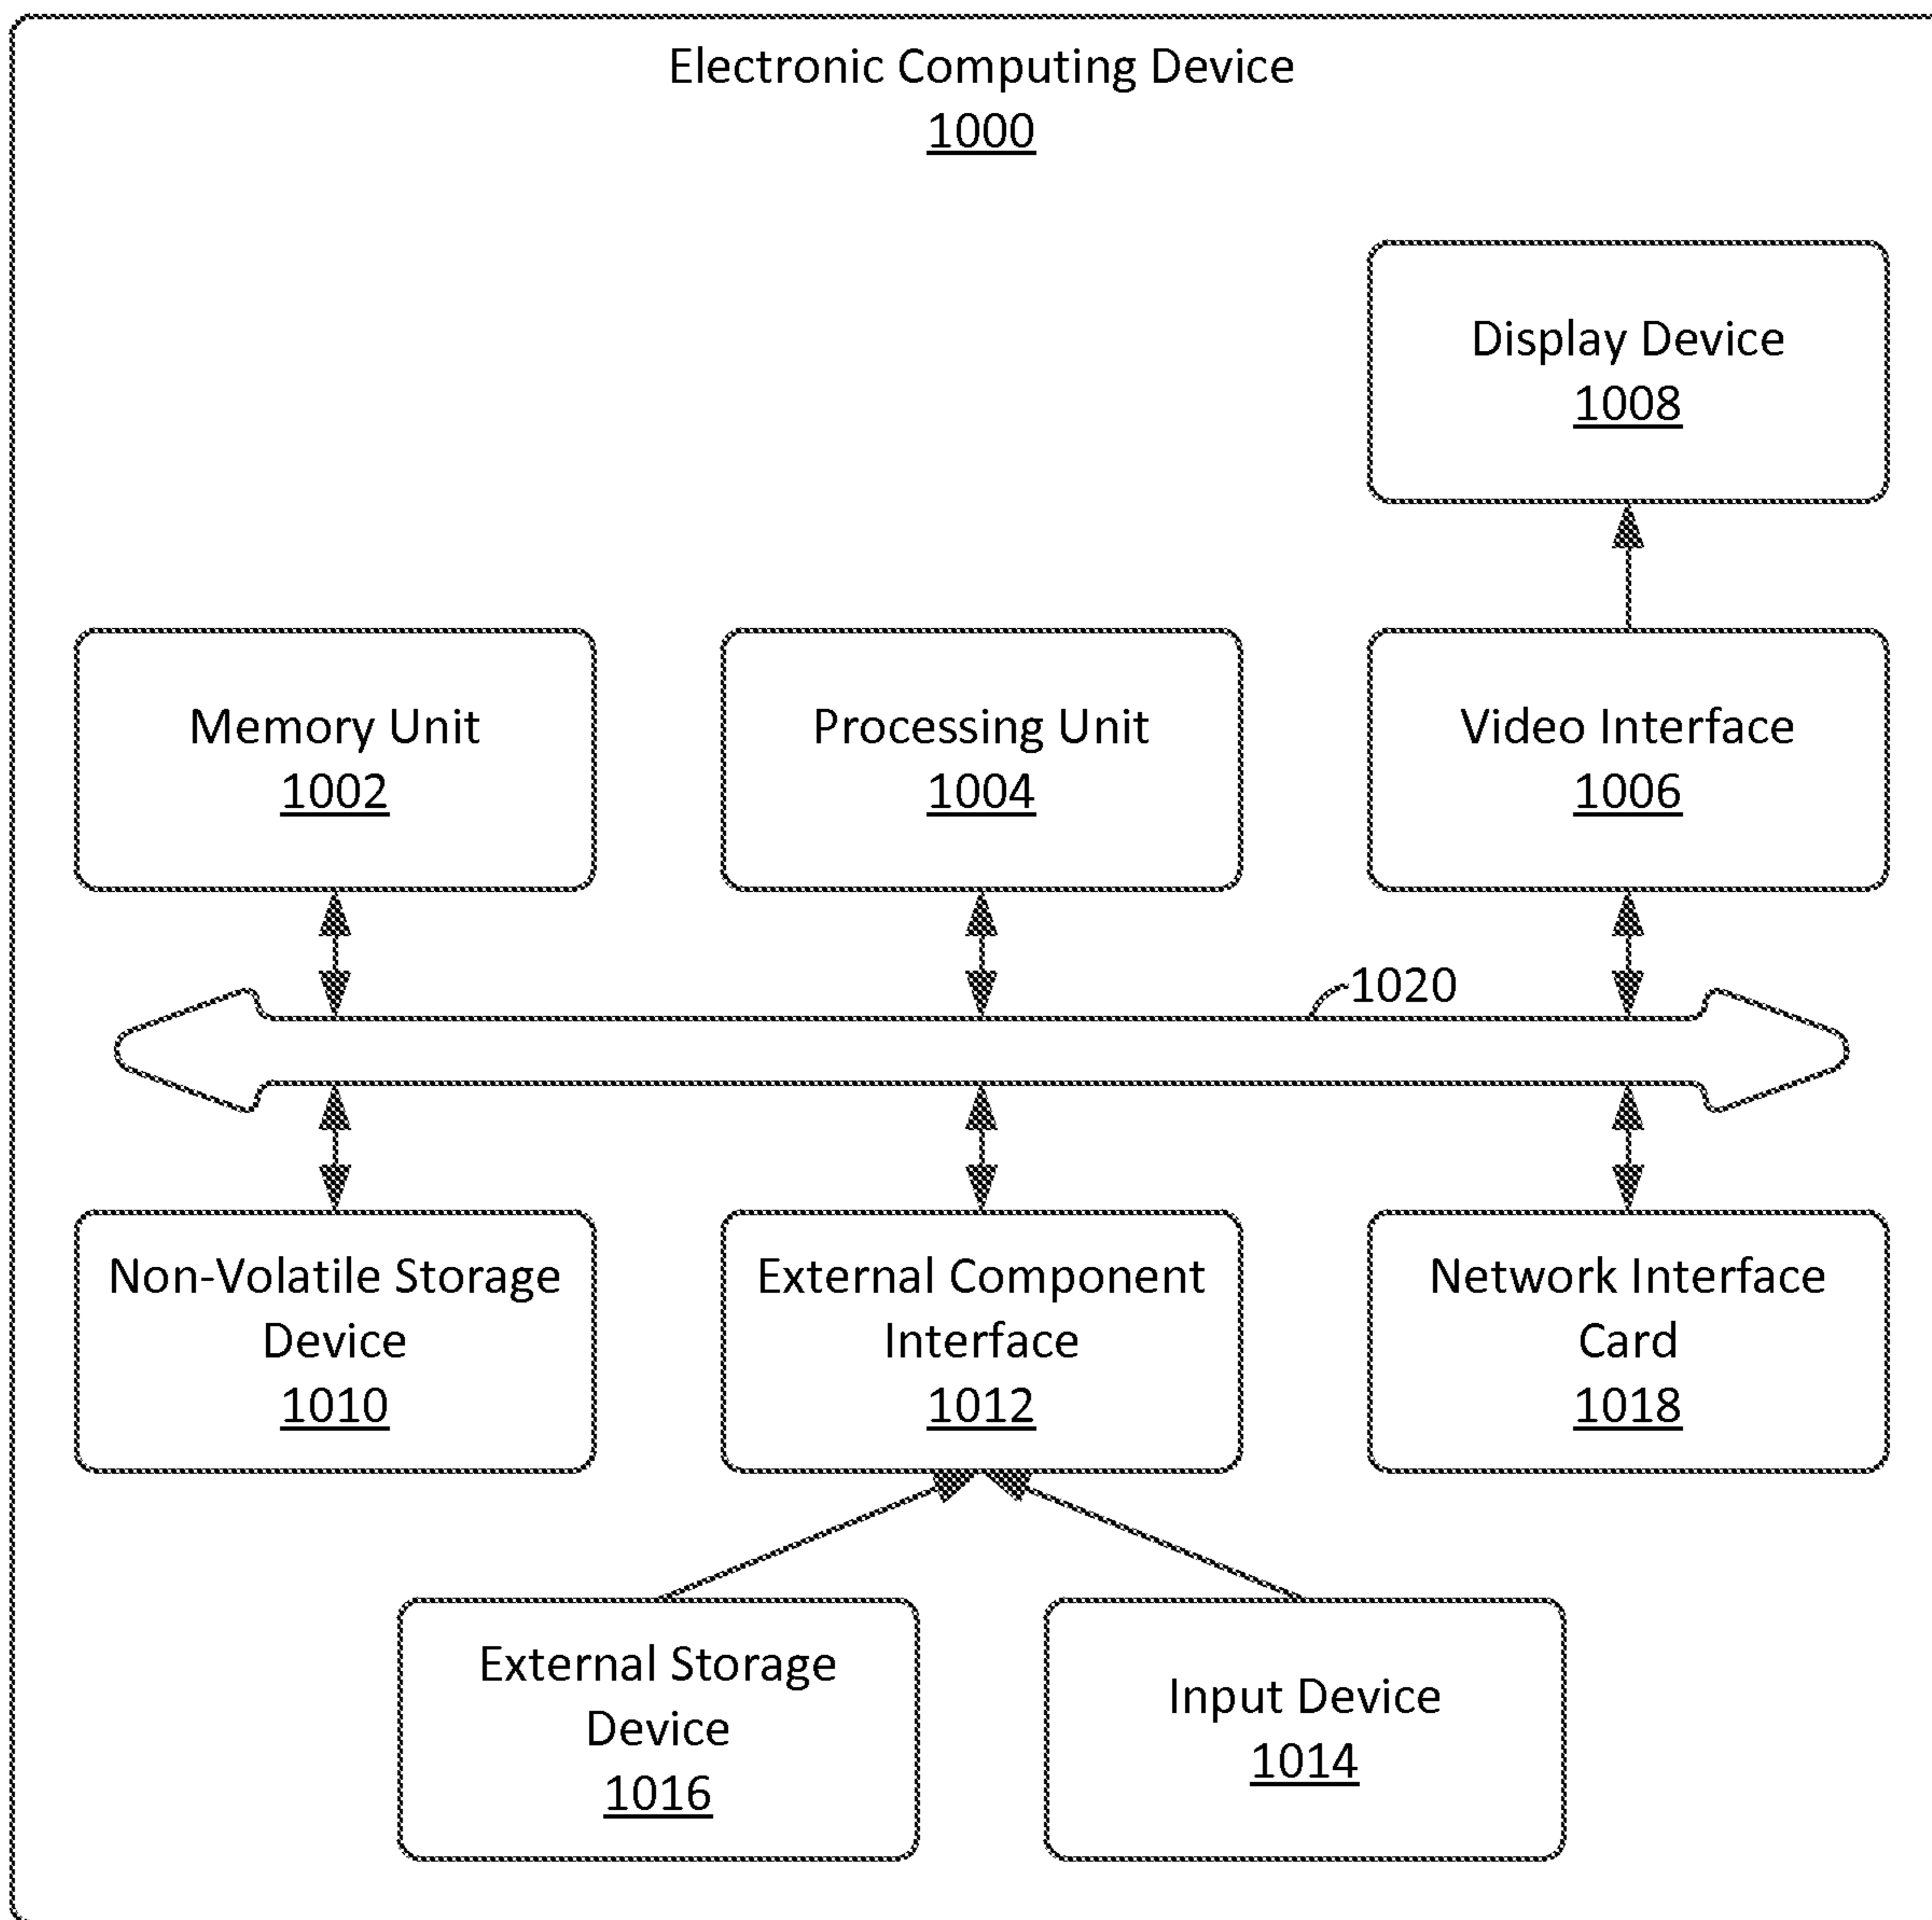 Electronic Computing Device
1000
Display Device
1008
Memory Unit
1002
Processing Unit
1004
Video Interface
1006
1020
Non-Volatile Storage
Device
1010
External Component
Interface
1012
Network Interface
Card
1018
External Storage
Device
1016
Input Device
1014